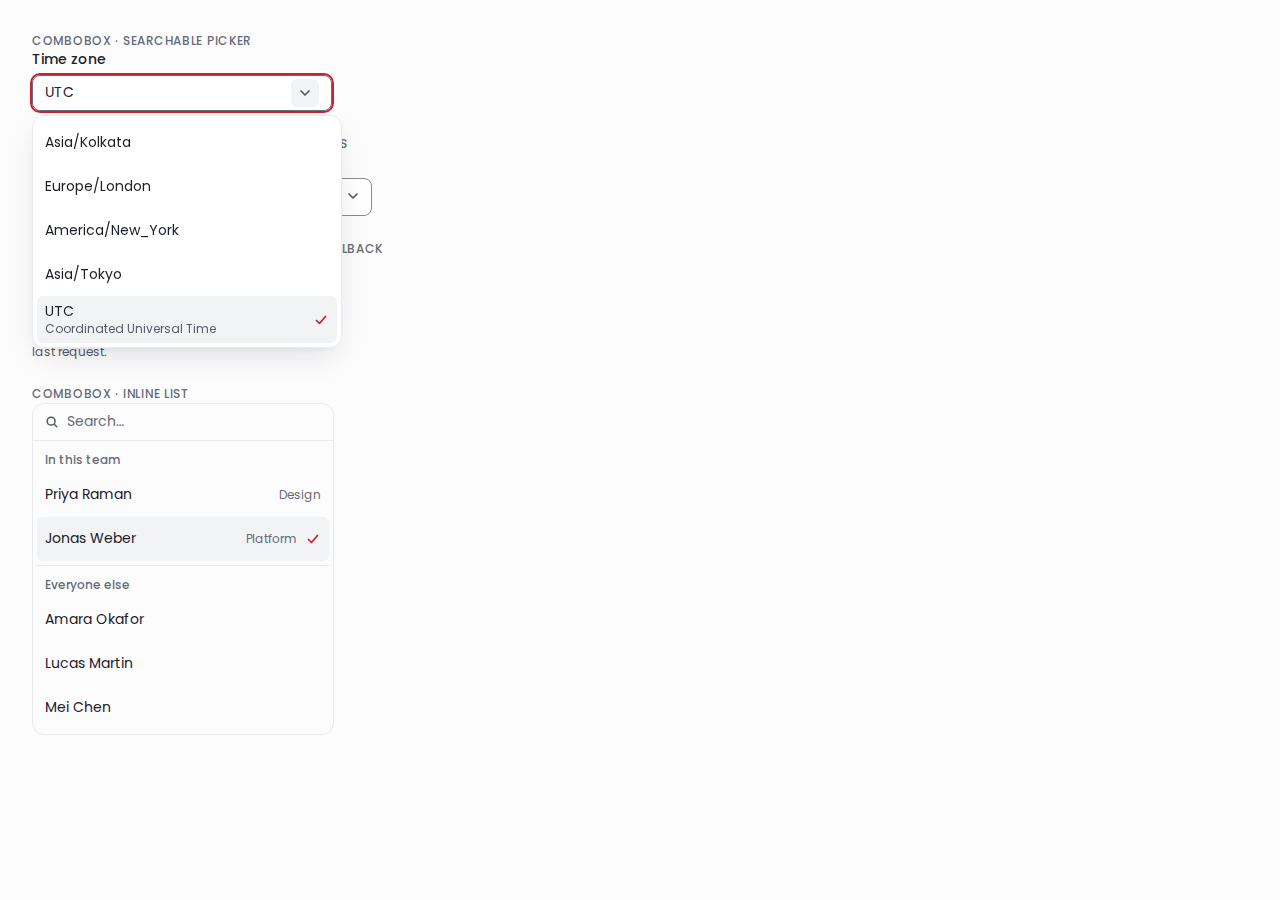 COMBOBOX · SEARCHABLE PICKER
Time zone
UTC
Asia/Kolkata
Europe/London
America/New_York
Asia/Tokyo
UTC
Coordinated Universal Time
last request.
COMBOBOX · INLINE LIST
Search...
In this team
Priya Raman Design
Jonas Weber Platform
Everyone else
Amara Okafor
Lucas Martin
Mei Chen